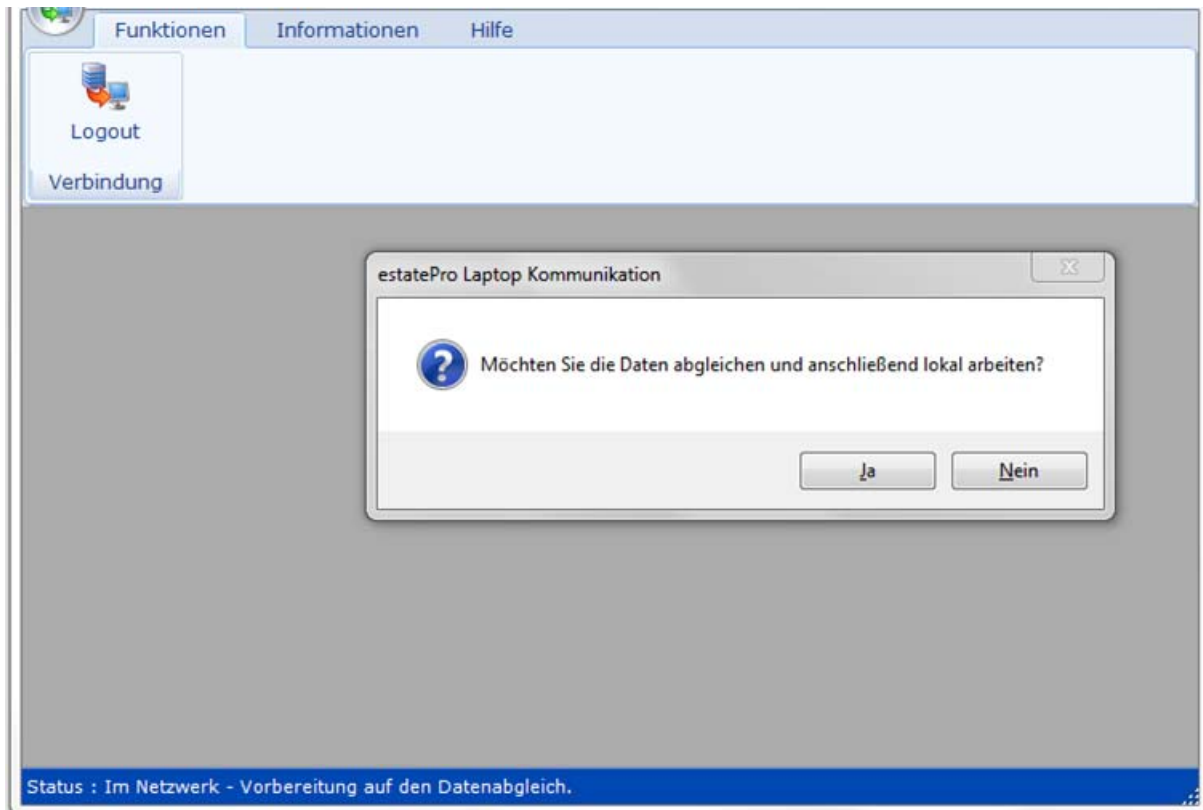 Funktionen Informationen Hilfe
Logout
Verbindung
estatePro Laptop Kommunikation
Möchten Sie die Daten abgleichen und anschließend lokal arbeiten?
Ja Nein
Status : Im Netzwerk - Vorbereitung auf den Datenabgleich.